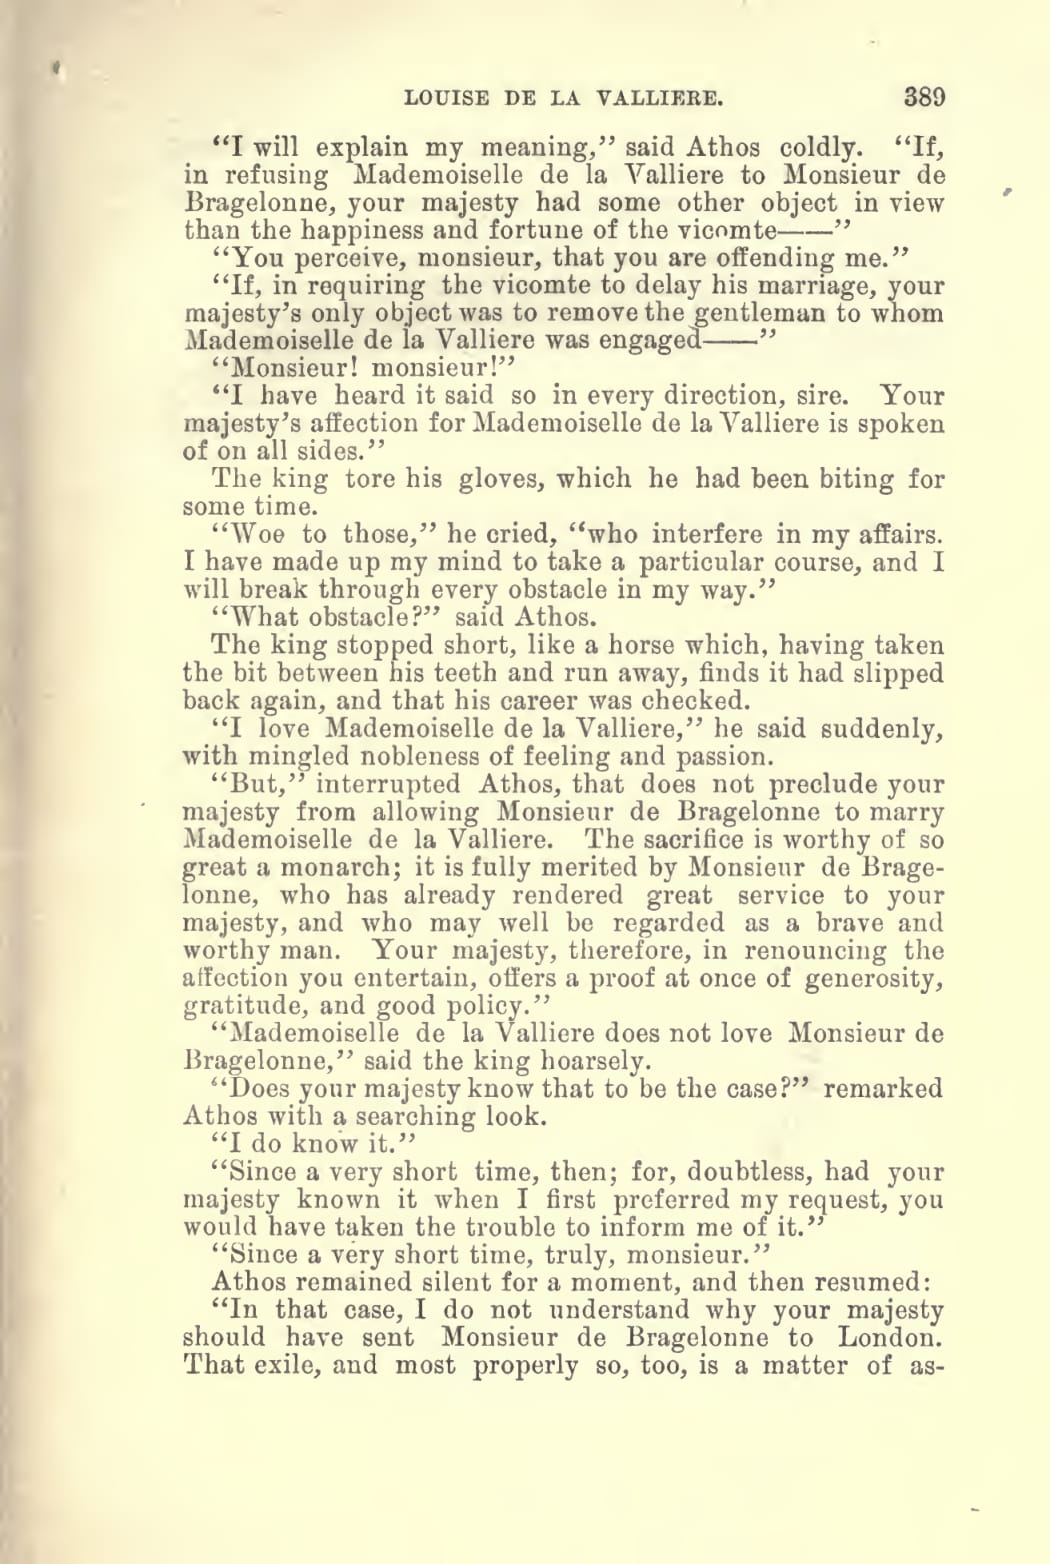 LOUISE DE LA VALLIERE. 389
“I will explain my meaning,” said Athos coldly. “If,
in refusing Mademoiselle de la Valliere to Monsieur de
Bragelonne, your majesty had some other object in view
than the happiness and fortune of the vicomte——”
“You perceive, monsieur, that you are offending me.”
“If, in requiring the vicomte to delay his marriage, your
majesty’s only object was to remove the gentleman to whom
Mademoiselle de la Valliere was engaged——”
“Monsieur! monsieur!”
“I have heard it said so in every direction, sire. Your
majesty’s affection for Mademoiselle de la Valliere is spoken
of on all sides.”
The king tore his gloves, which he had been biting for
some time.
“Woe to those,” he cried, “who interfere in my affairs.
I have made up my mind to take a particular course, and I
will break through every obstacle in my way.”
“What obstacle?” said Athos.
The king stopped short, like a horse which, having taken
the bit between his teeth and run away, finds it had slipped
back again, and that his career was checked.
“I love Mademoiselle de la Valliere,” he said suddenly,
with mingled nobleness of feeling and passion.
“But,” interrupted Athos, that does not preclude your
majesty from allowing Monsieur de Bragelonne to marry
Mademoiselle de la Valliere. The sacrifice is worthy of so
great a monarch; it is fully merited by Monsieur de Brage-
lonne, who has already rendered great service to your
majesty, and who may well be regarded as a brave and
worthy man. Your majesty, therefore, in renouncing the
affection you entertain, offers a proof at once of generosity,
gratitude, and good policy.”
“Mademoiselle de la Valliere does not love Monsieur de
Bragelonne,” said the king hoarsely.
“Does your majesty know that to be the case?” remarked
Athos with a searching look.
“I do know it.”
“Since a very short time, then; for, doubtless, had your
majesty known it when I first preferred my request, you
would have taken the trouble to inform me of it.”
“Since a very short time, truly, monsieur.”
Athos remained silent for a moment, and then resumed:
“In that case, I do not understand why your majesty
should have sent Monsieur de Bragelonne to London.
That exile, and most properly so, too, is a matter of as-